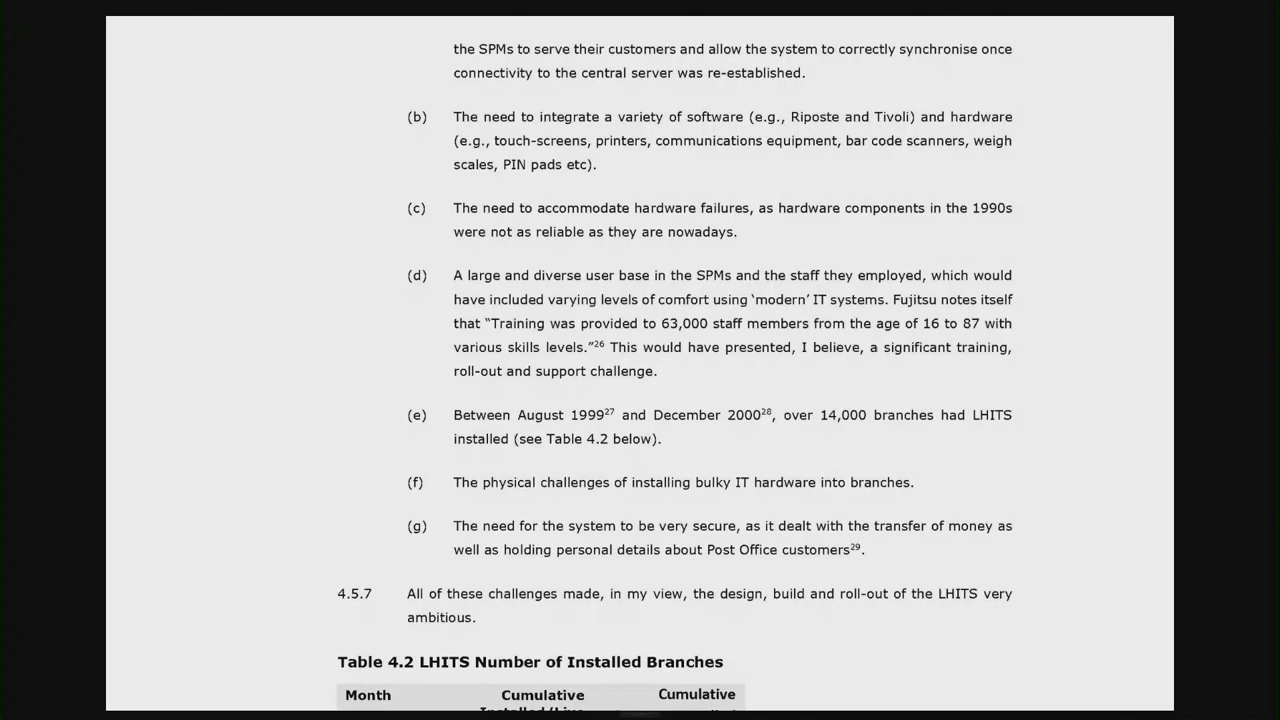 the SPMs to serve their customers and allow the system to correctly synchronise once
connectivity to the central server was re-established.
(b) The need to integrate a variety of software (e.g., Riposte and Tivoli) and hardware
(e.g., touch-screens, printers, communications equipment, bar code scanners, weigh
scales, PIN pads etc).
(c) The need to accommodate hardware failures, as hardware components in the 1990s
were not as reliable as they are nowadays.
(d) A large and diverse user base in the SPMs and the staff they employed, which would
have included varying levels of comfort using ‘modern’ IT systems. Fujitsu notes itself
that “Training was provided to 63,000 staff members from the age of 16 to 87 with
various skills levels.”26 This would have presented, I believe, a significant training,
roll-out and support challenge.
(e) Between August 199927 and December 200028, over 14,000 branches had LHITS
installed (see Table 4.2 below).
(f) The physical challenges of installing bulky IT hardware into branches.
(g) The need for the system to be very secure, as it dealt with the transfer of money as
well as holding personal details about Post Office customers29.
4.5.7 All of these challenges made, in my view, the design, build and roll-out of the LHITS very
ambitious.
Table 4.2 LHITS Number of Installed Branches
Month Cumulative Cumulative